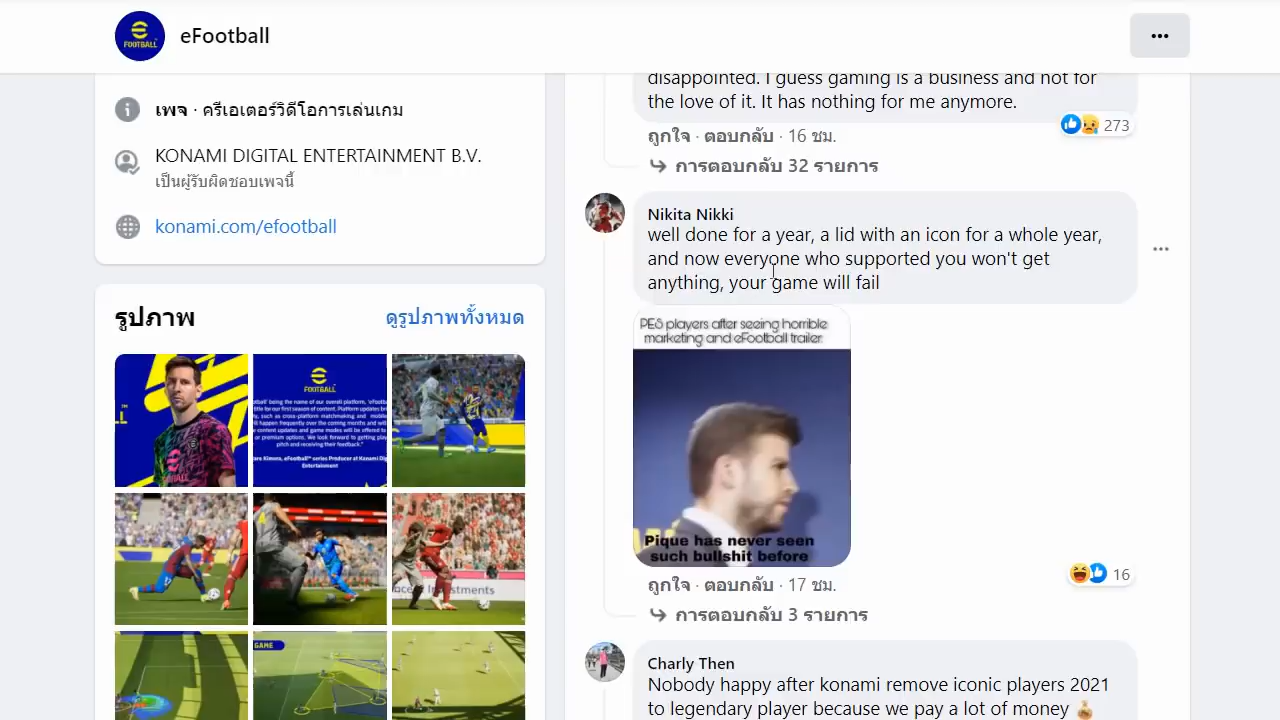 eFootball
FOOTBALL
เพจ · ครีเอเตอร์วิดีโอการเล่นเกม
KONAMI DIGITAL ENTERTAINMENT B.V.
เป็นผู้รับผิดชอบเพจนี้
konami.com/efootball
รูปภาพ
ดูรูปภาพทั้งหมด
FOOTBALL
GAME
disappointed. I guess gaming is a business and not for
the love of it. It has nothing for me anymore.
273
ถูกใจ · ตอบกลับ · 16 ชม.
การตอบกลับ 32 รายการ
Nikita Nikki
well done for a year, a lid with an icon for a whole year,
and now everyone who supported you won't get
anything, your game will fail
PES players after seeing horrible
marketing and eFootball trailer.
Pique has never seen
such bullshit before
16
ถูกใจ · ตอบกลับ · 17 ชม.
การตอบกลับ 3 รายการ
Charly Then
Nobody happy after konami remove iconic players 2021
to legendary player because we pay a lot of money